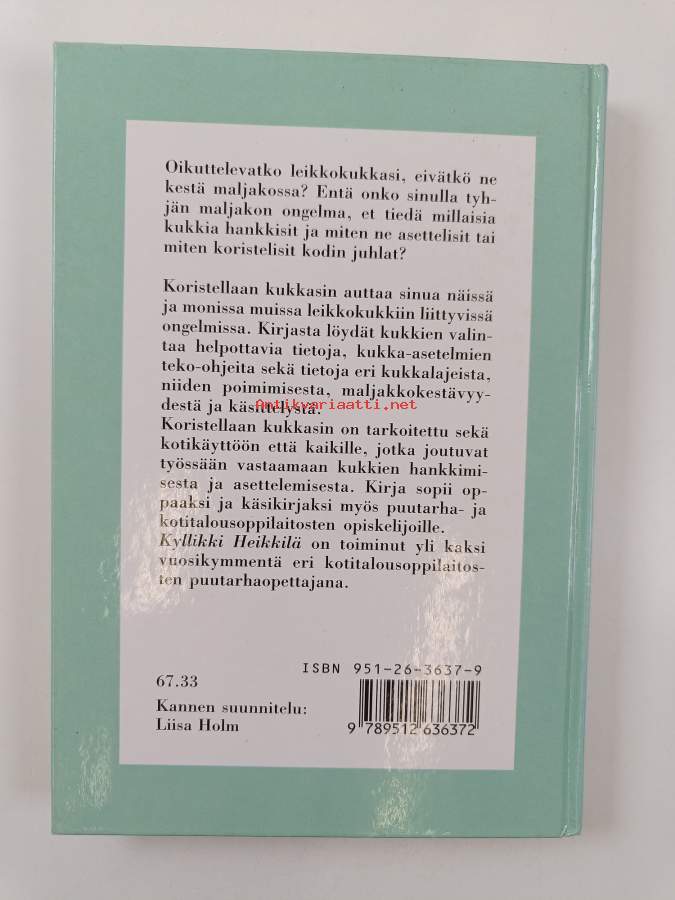 Oikuttelevatko leikkokukkasi, eivätkö ne
kestä maljakossa? Entä onko sinulla tyh-
jän maljakon ongelma, et tiedä millaisia
kukkia hankkisit ja miten ne asettelisit tai
miten koristelisit kodin juhlat?
Koristellaan kukkasin auttaa sinua näissä
ja monissa muissa leikkokukkiin liittyvissä
ongelmissa. Kirjasta löydät kukkien valin-
taa helpottavia tietoja, kukka-asetelmien
teko-ohjeita sekä tietoja eri kukkalajeista,
niiden poimimisesta, maljakkokestävyy-
destä ja käsittelystä.
Antikvariaatti.net
Koristellaan kukkasin on tarkoitettu sekä
kotikäyttöön että kaikille, jotka joutuvat
työssään vastaamaan kukkien hankkimi-
sesta ja asettelemisesta. Kirja sopii op-
paaksi ja käsikirjaksi myös puutarha- ja
kotitalousoppilaitosten opiskelijoille.
Kyllikki Heikkilä on toiminut yli kaksi
vuosikymmentä eri kotitalousoppilaitos-
ten puutarhaopettajana.
ISBN 951-26-3637-9
67.33
Kannen suunnitelu:
Liisa Holm
9 789512 636372